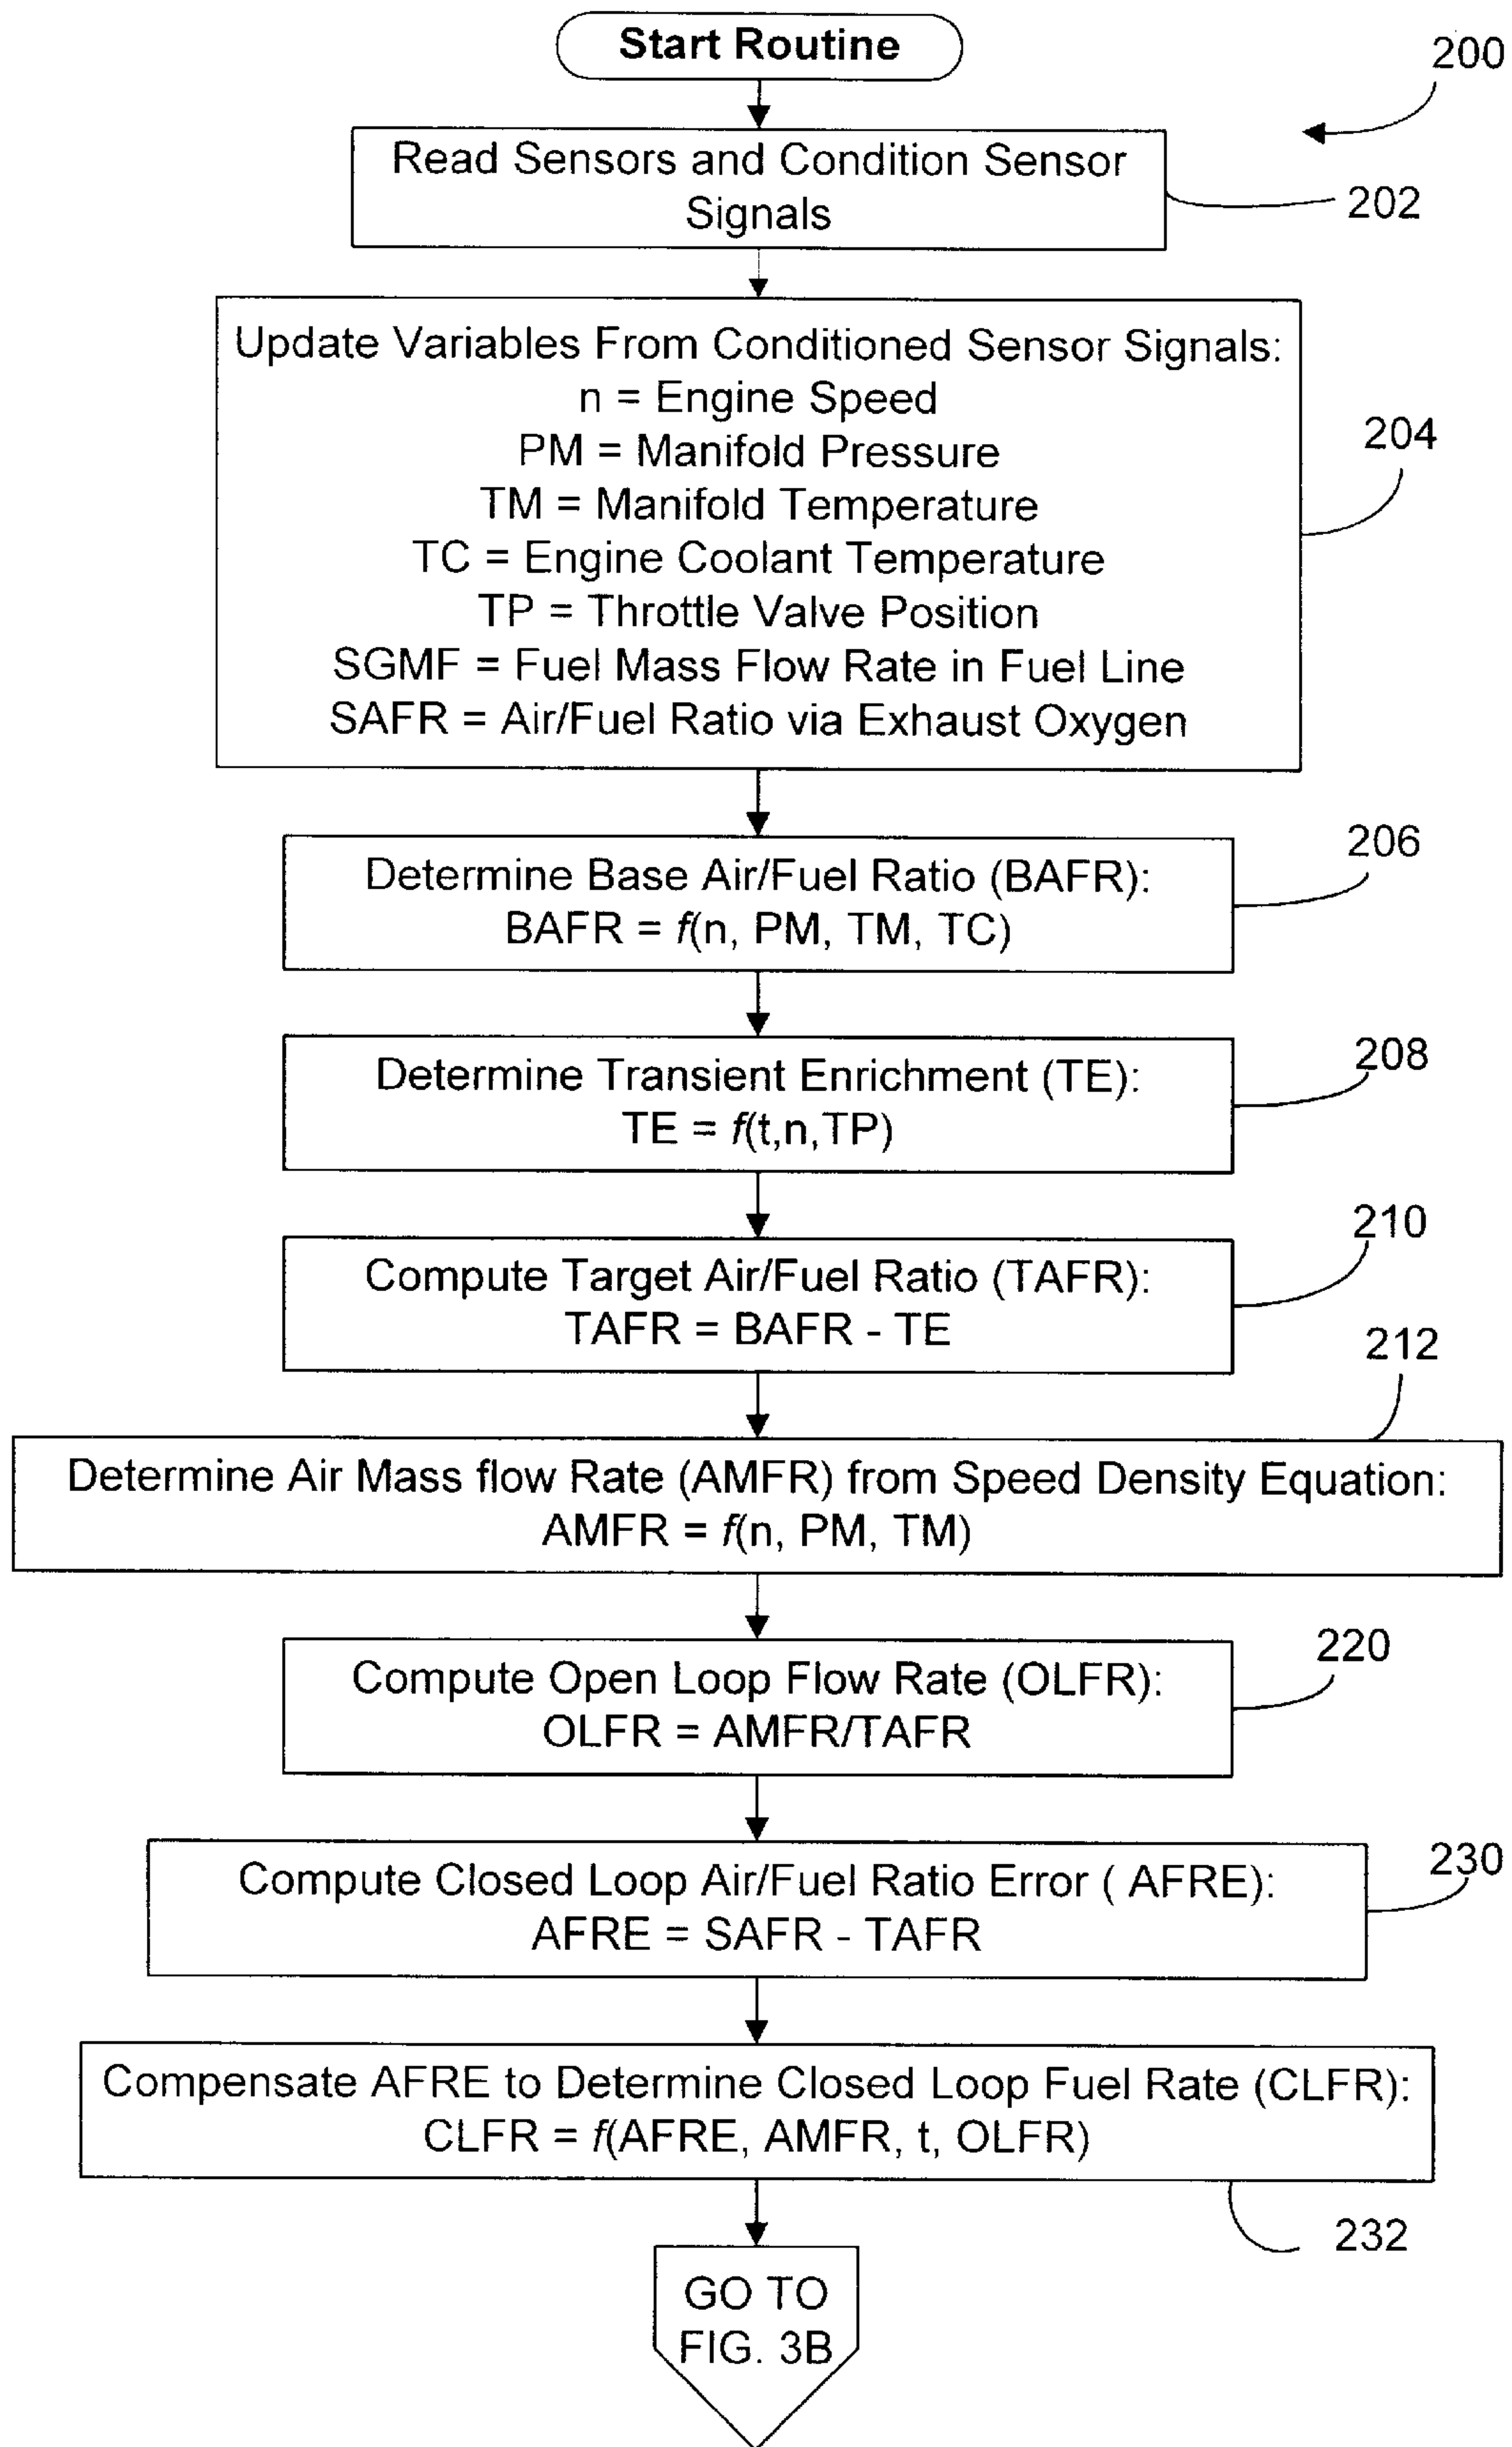 Start Routine
200
Read Sensors and Condition Sensor
Signals
202
Update Variables From Conditioned Sensor Signals:
n = Engine Speed
PM = Manifold Pressure
204
TM = Manifold Temperature
TC = Engine Coolant Temperature
TP = Throttle Valve Position
SGMF = Fuel Mass Flow Rate in Fuel Line
SAFR = Air/Fuel Ratio via Exhaust Oxygen
206
Determine Base Air/Fuel Ratio (BAFR):
BAFR = f(n, PM, TM, TC)
208
Determine Transient Enrichment (TE):
TE = f(t,n,TP)
210
Compute Target Air/Fuel Ratio (TAFR):
TAFR = BAFR - TE
212
Determine Air Mass flow Rate (AMFR) from Speed Density Equation:
AMFR = f(n, PM, TM)
220
Compute Open Loop Flow Rate (OLFR):
OLFR = AMFR/TAFR
230
Compute Closed Loop Air/Fuel Ratio Error ( AFRE):
AFRE = SAFR - TAFR
Compensate AFRE to Determine Closed Loop Fuel Rate (CLFR):
CLFR = f(AFRE, AMFR, t, OLFR)
232
GO TO
FIG. 3B